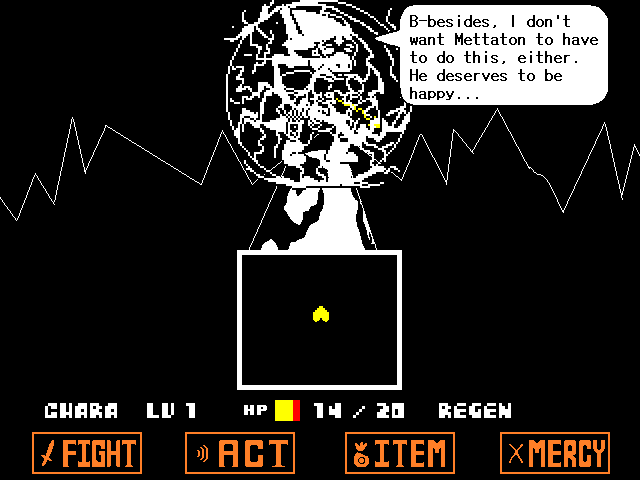 B-besides, I don't
want Mettaton to have
to do this, either.
He deserves to be
happy...
CHARA LV 1 HP 14 / 20 REGEN
FIGHT ACT ITEM MERCY